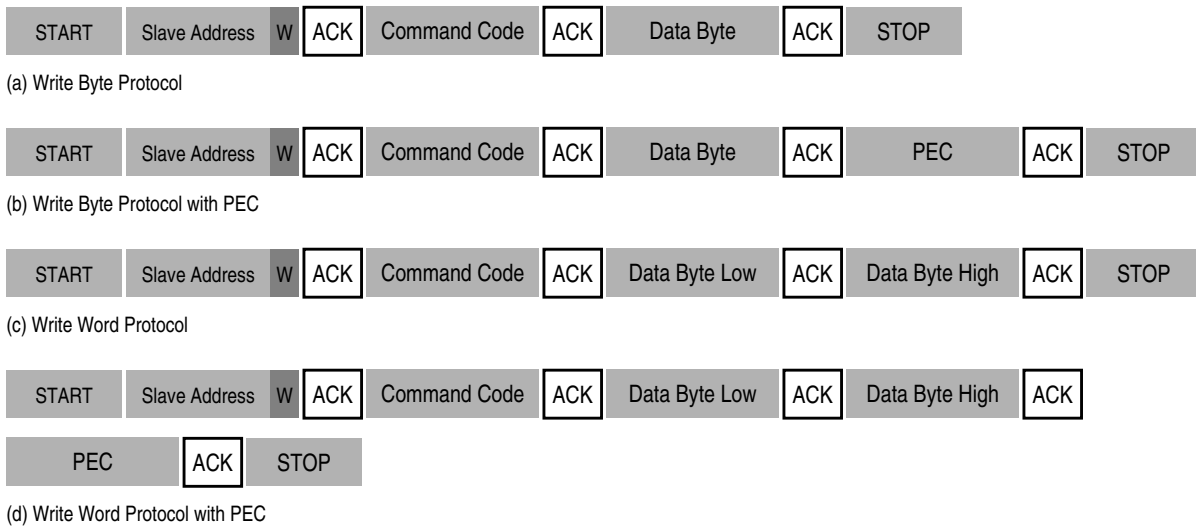 START Slave Address W ACK Command Code ACK Data Byte ACK STOP
(a) Write Byte Protocol
START Slave Address W ACK Command Code ACK Data Byte ACK PEC ACK STOP
(b) Write Byte Protocol with PEC
START Slave Address W ACK Command Code ACK Data Byte Low ACK Data Byte High ACK STOP
(c) Write Word Protocol
START Slave Address W ACK Command Code ACK Data Byte Low ACK Data Byte High ACK
PEC ACK STOP
(d) Write Word Protocol with PEC